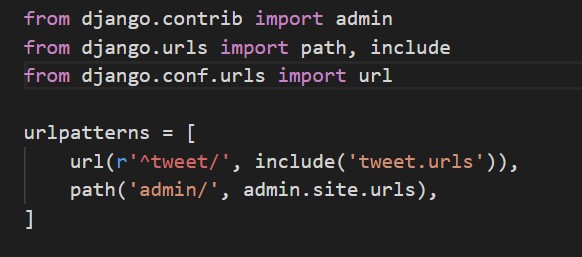 from django.contrib import admin
from django.urls import path, include
from django.conf.urls import url
urlpatterns = [
    url(r'^tweet/', include('tweet.urls')),
    path('admin/', admin.site.urls),
]